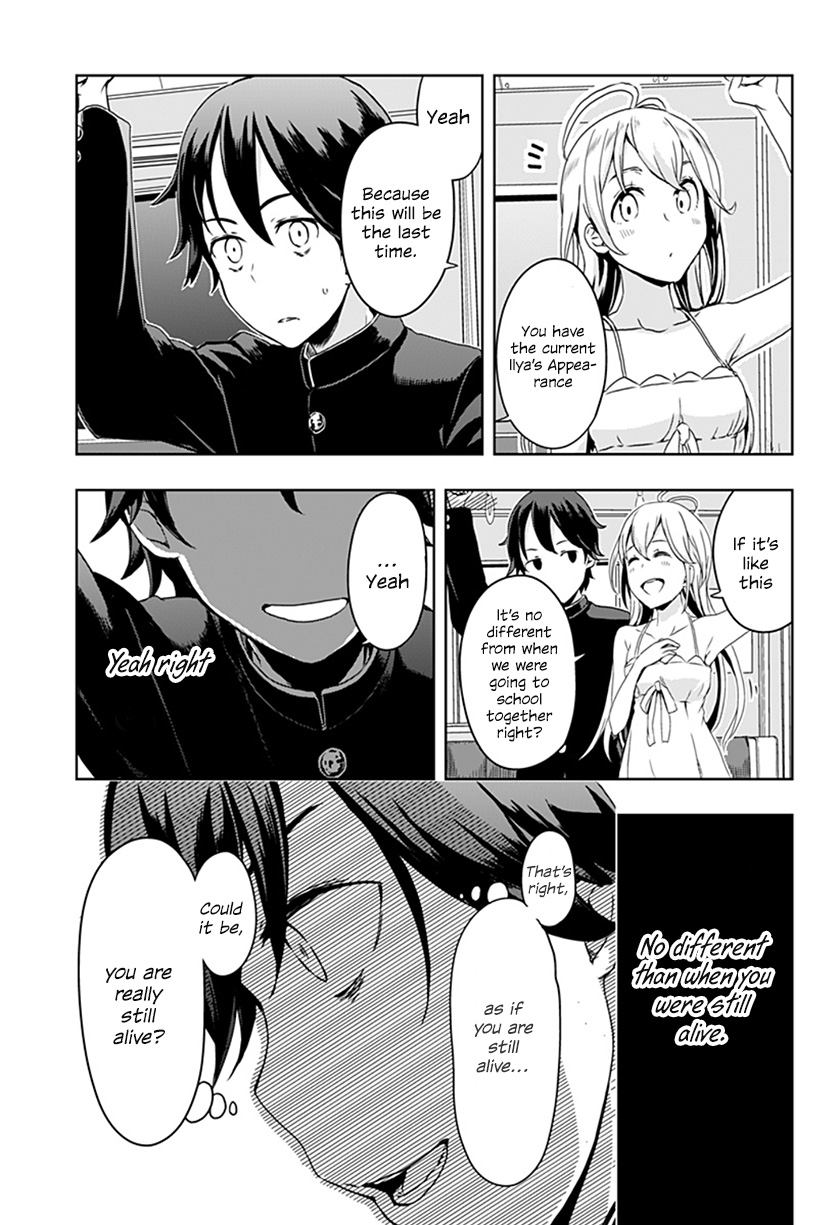 You have
the current
Ilya's Appea-
rance
Yeah
Because
this will be
the last
time.
If it's
like
this
It's no
different
from when
we were
going to
school
together
right?
...
Yeah
Yeah right
No different
than when you
were still
alive.
That's
right,
as if
you are
still
alive...
Could
it be,
you are
really
still
alive?